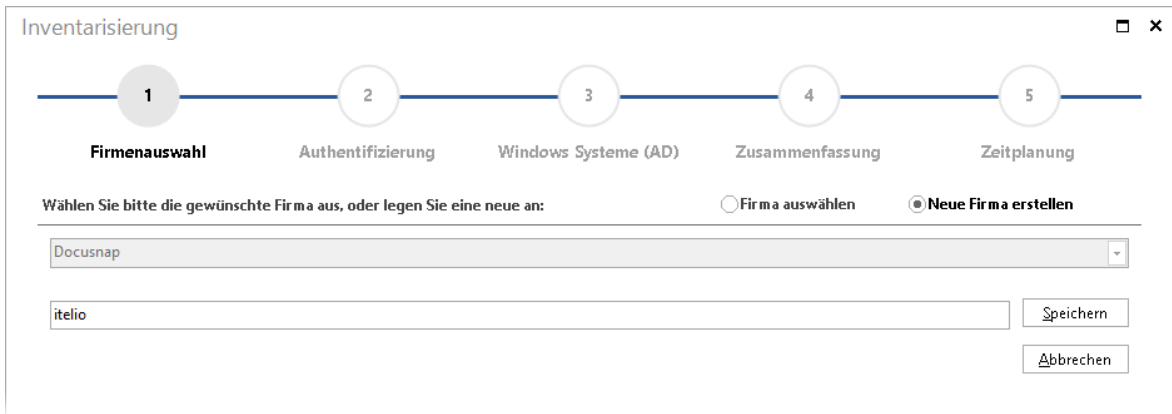 Inventarisierung
1 2 3 4 5
Firmenauswahl Authentifizierung Windows Systeme (AD) Zusammenfassung Zeitplanung
Wählen Sie bitte die gewünschte Firma aus, oder legen Sie eine neue an: Firma auswählen Neue Firma erstellen
Docusnap
itelio Speichern
Abbrechen